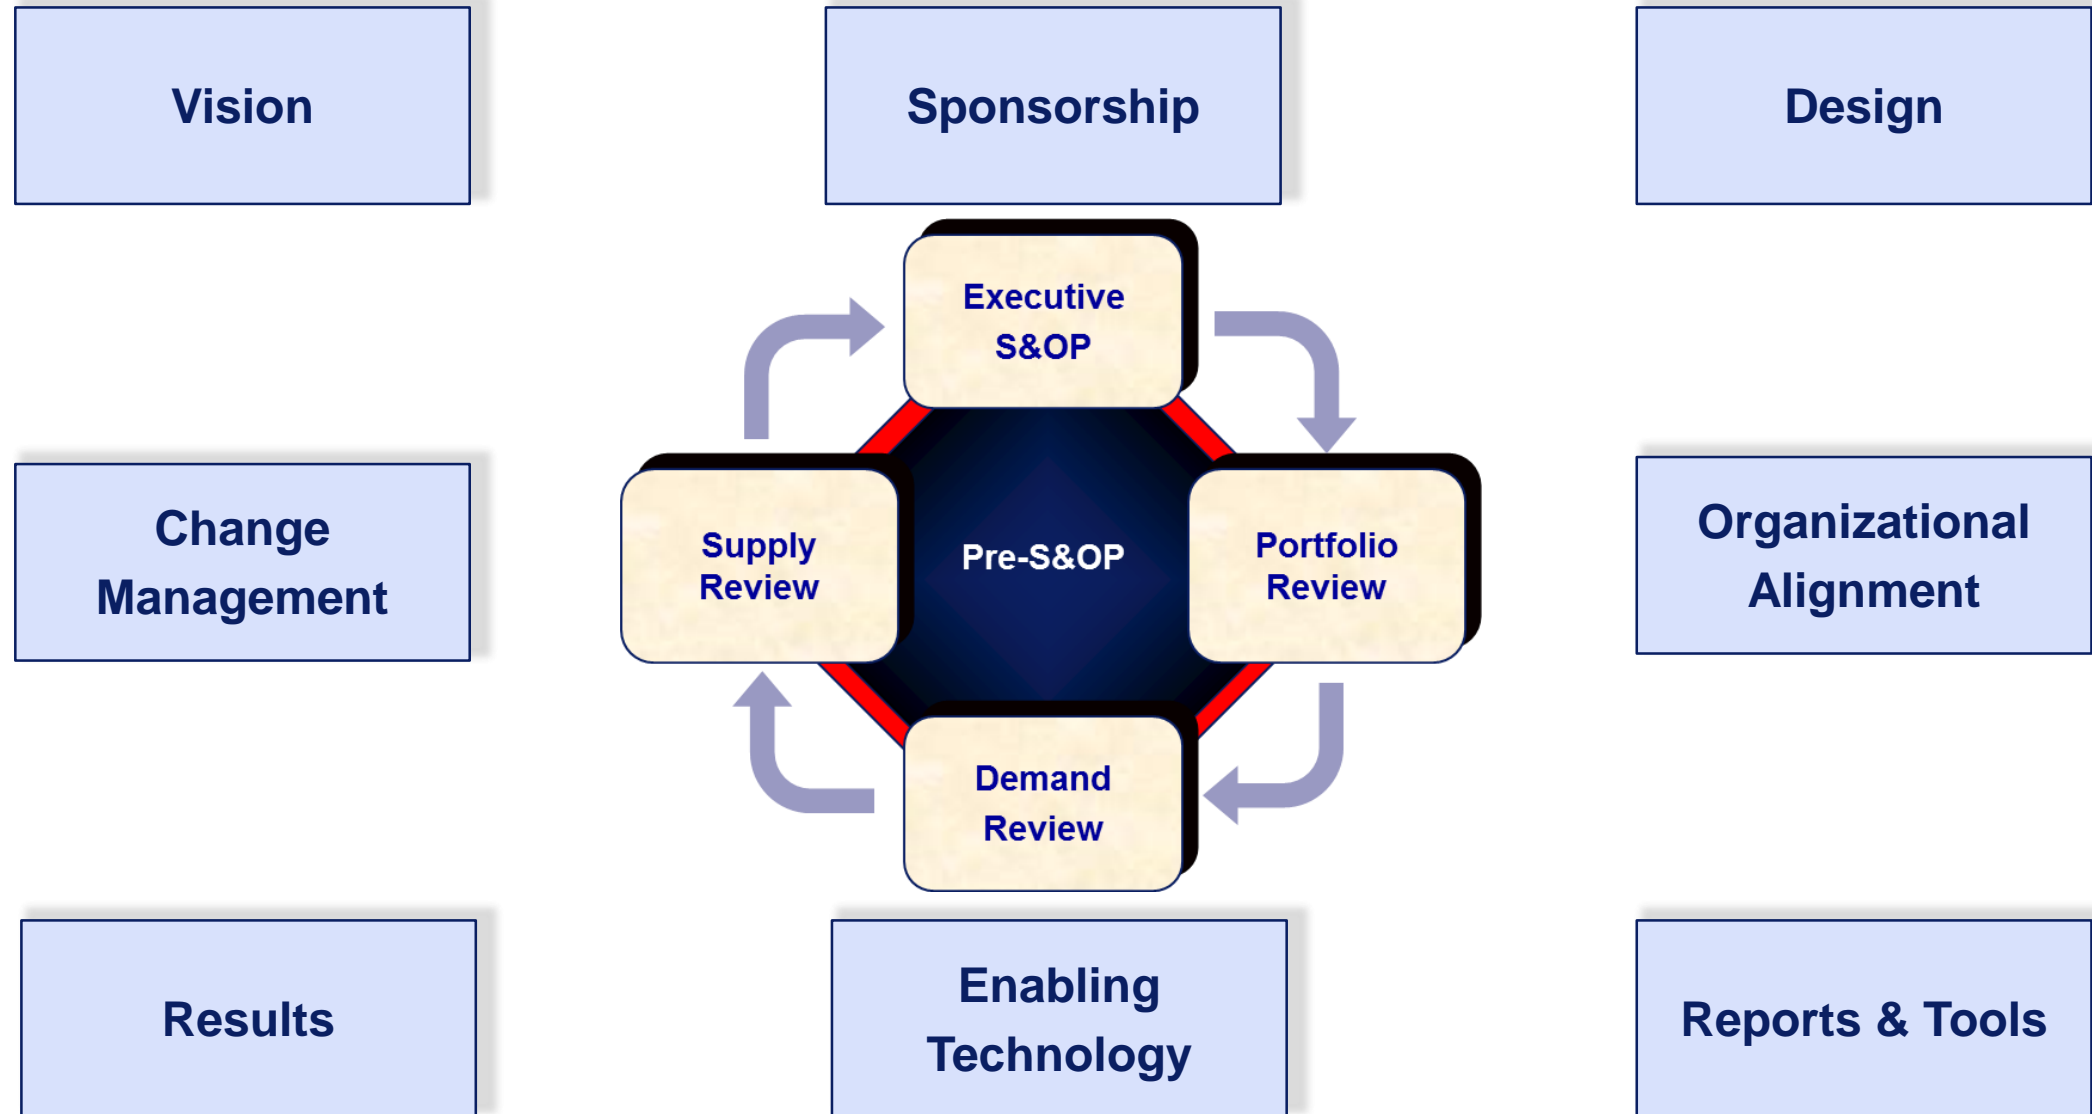 Vision
Sponsorship
Design
Executive
S&OP
Change
Management
Supply
Review
Pre-S&OP
Portfolio
Review
Organizational
Alignment
Demand
Review
Results
Enabling
Technology
Reports & Tools